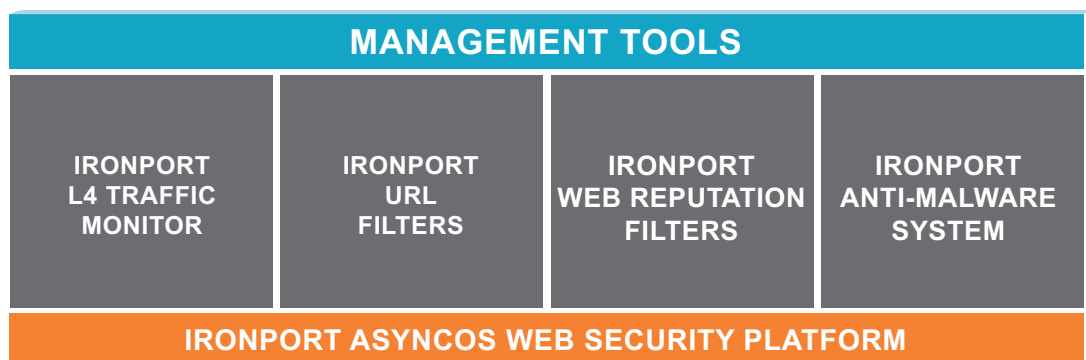 MANAGEMENT TOOLS
IRONPORT
L4 TRAFFIC
MONITOR
IRONPORT
URL
FILTERS
IRONPORT
WEB REPUTATION
FILTERS
IRONPORT
ANTI-MALWARE
SYSTEM
IRONPORT ASYNCOS WEB SECURITY PLATFORM